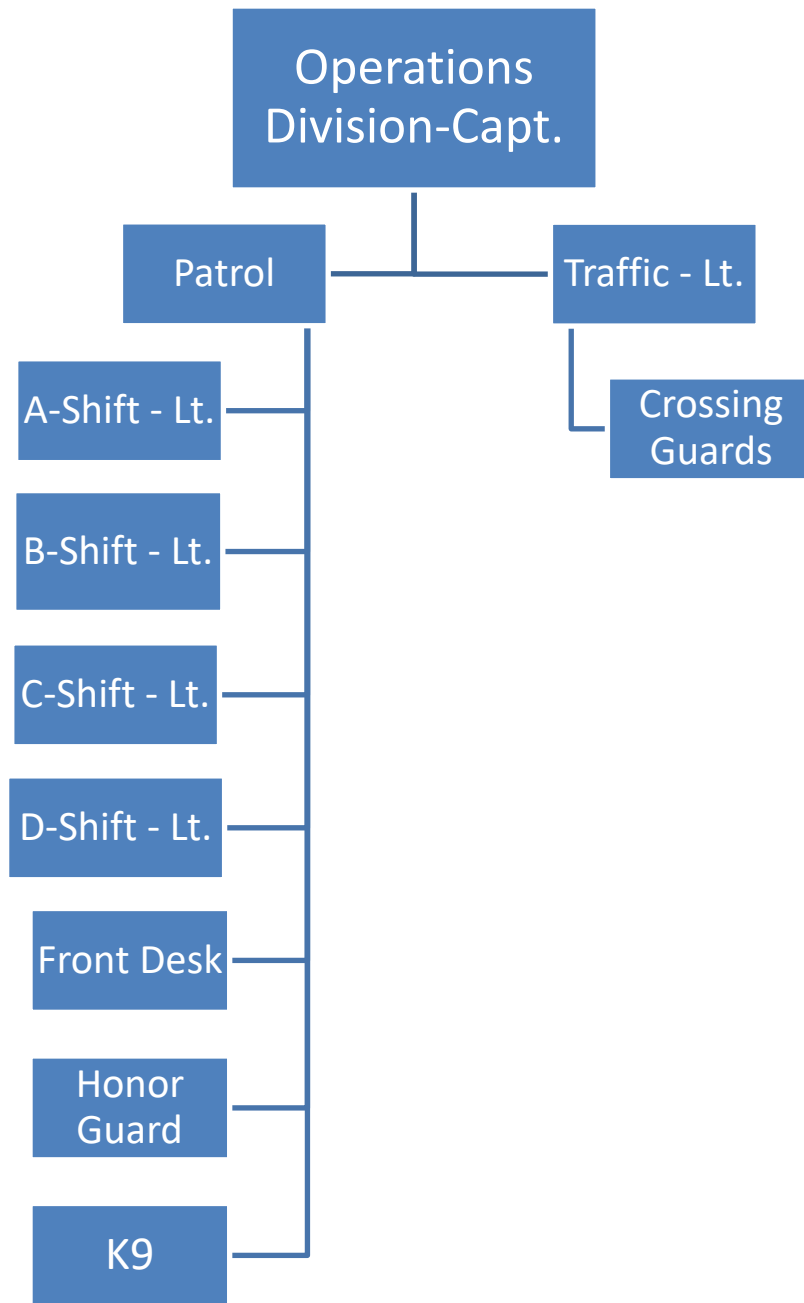 Operations
Division-Capt.
Patrol
Traffic - Lt.
A-Shift - Lt.
Crossing
Guards
B-Shift - Lt.
C-Shift - Lt.
D-Shift - Lt.
Front Desk
Honor
Guard
K9